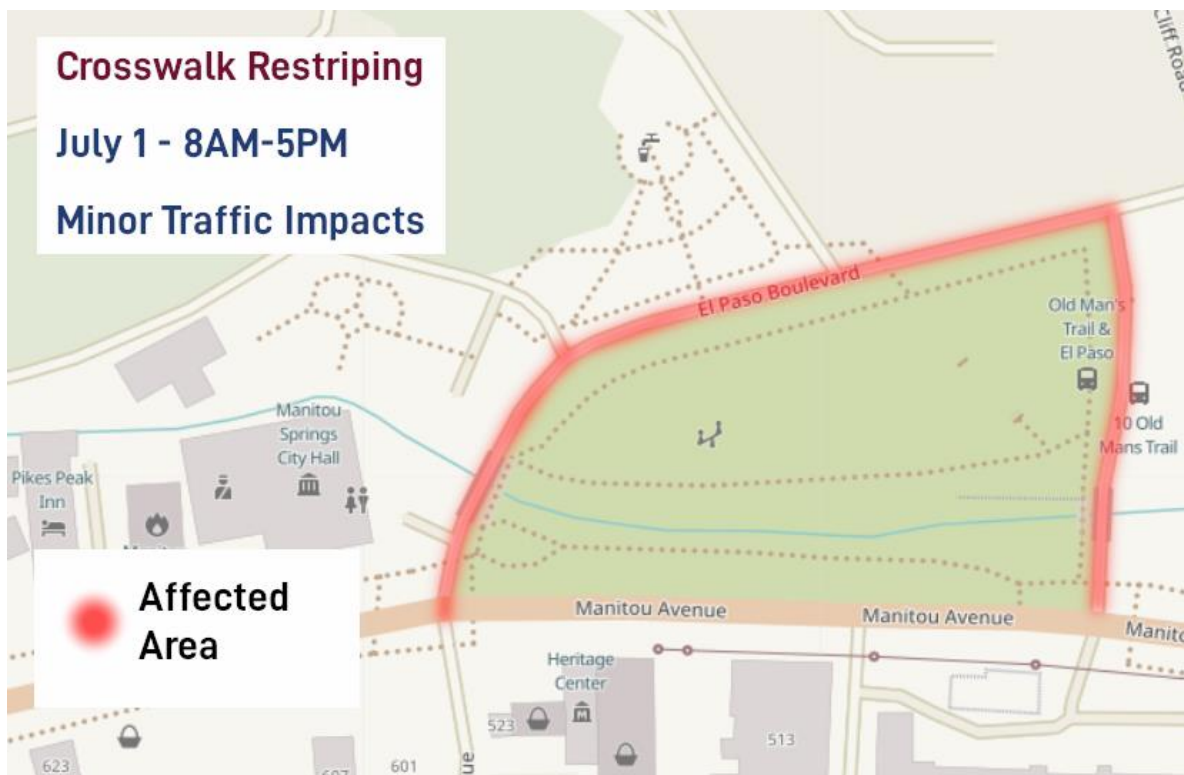 Crosswalk Restriping
July 1 - 8AM-5PM
Minor Traffic Impacts
Cliff Road
El Paso Boulevard
Old Man's
Trail &
El Paso
10 Old
Mans Trail
Manitou
Springs
City Hall
Pikes Peak
Inn
Affected
Area
Manitou Avenue
Manitou Avenue
Heritage
Center
523
513
601
623